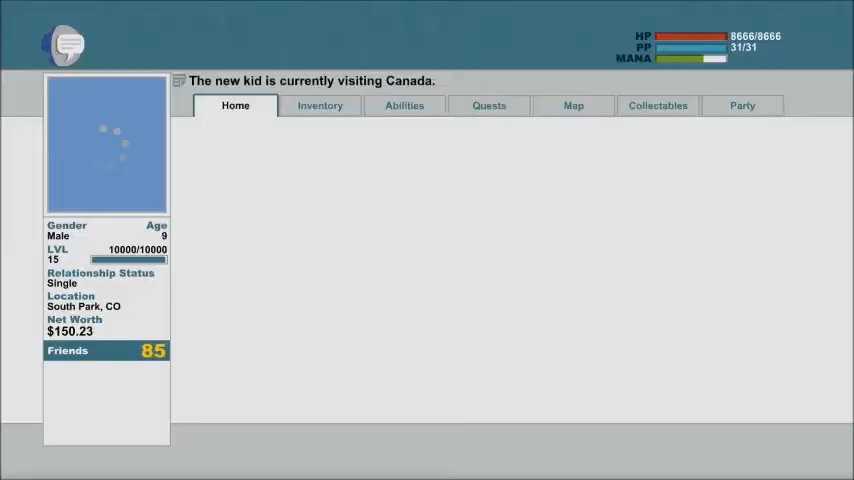 HP 8666/8666
PP 31/31
MANA
The new kid is currently visiting Canada.
Home Inventory Abilities Quests Map Collectables Party
Gender Age
Male 9
LVL 10000/10000
15
Relationship Status
Single
Location
South Park, CO
Net Worth
$150.23
Friends 85